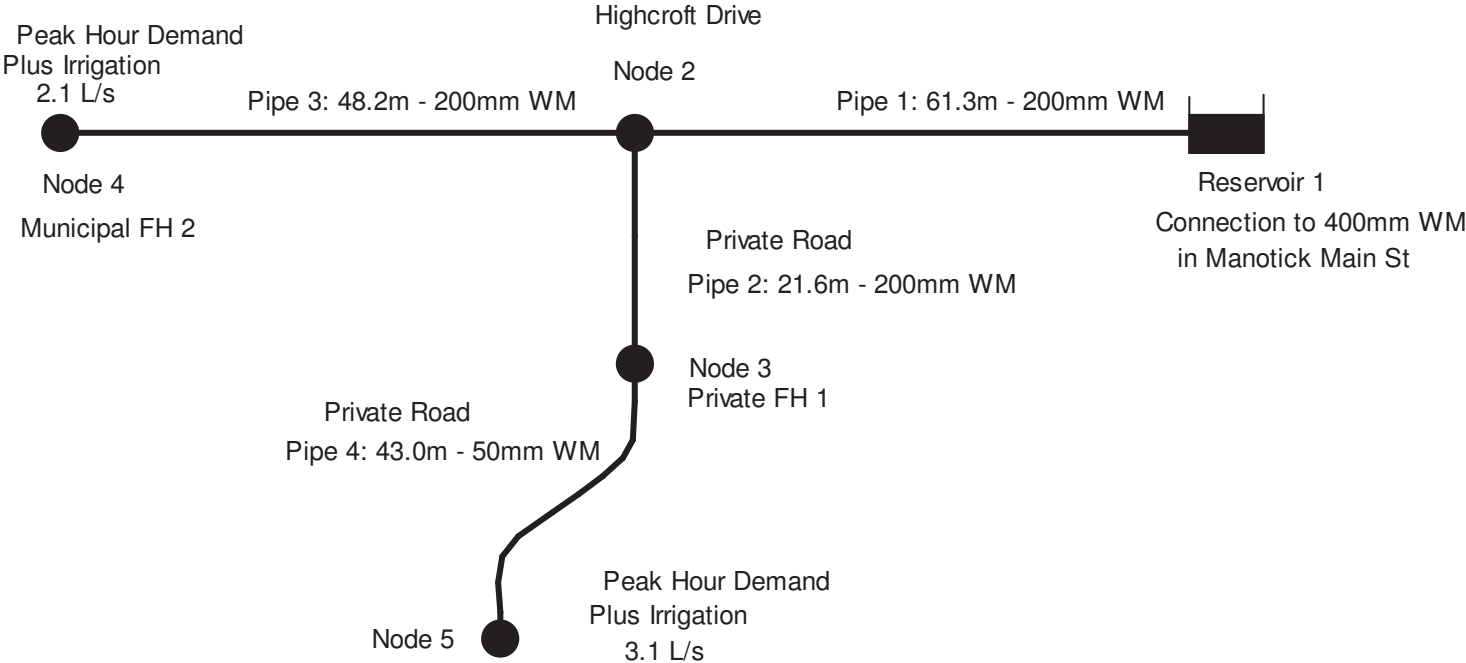 Highcroft Drive
Peak Hour Demand
Plus Irrigation
2.1 L/s
Node 2
Pipe 3: 48.2m - 200mm WM
Pipe 1: 61.3m - 200mm WM
Node 4
Municipal FH 2
Reservoir 1
Connection to 400mm WM
in Manotick Main St
Private Road
Pipe 2: 21.6m - 200mm WM
Node 3
Private FH 1
Private Road
Pipe 4: 43.0m - 50mm WM
Peak Hour Demand
Plus Irrigation
3.1 L/s
Node 5